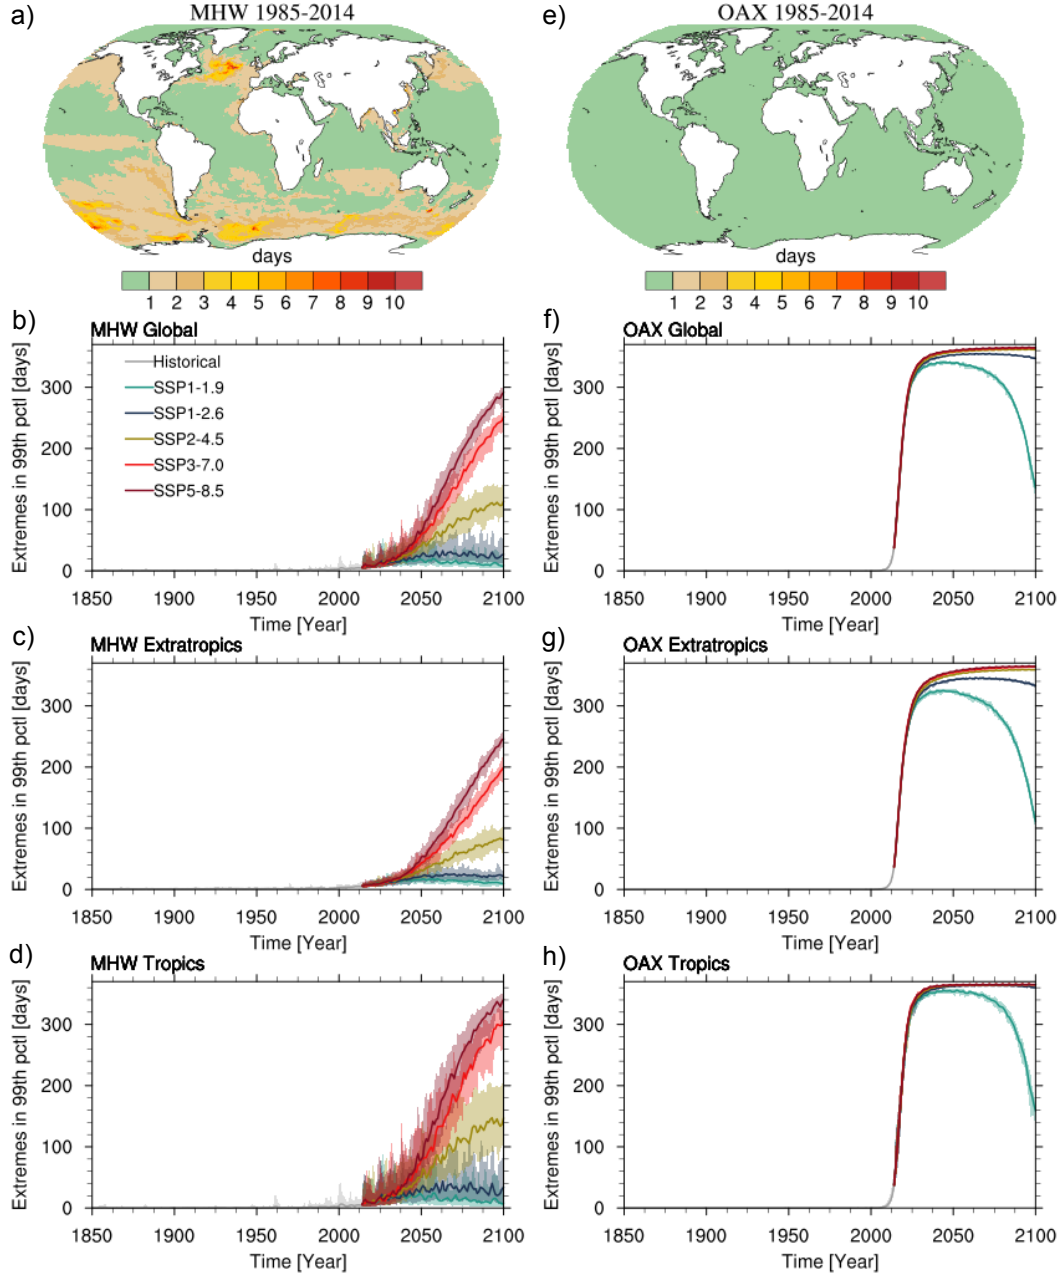 a)
MHW 1985-2014
days
1 2 3 4 5 6 7 8 9 10
e)
OAX 1985-2014
days
1 2 3 4 5 6 7 8 9 10
b)
MHW Global
Extremes in 99th pctl [days]
300
200
100
0
Historical
SSP1-1.9
SSP1-2.6
SSP2-4.5
SSP3-7.0
SSP5-8.5
1850 1900 1950 2000 2050 2100
Time [Year]
f)
OAX Global
Extremes in 99th pctl [days]
300
200
100
0
1850 1900 1950 2000 2050 2100
Time [Year]
c)
MHW Extratropics
Extremes in 99th pctl [days]
300
200
100
0
1850 1900 1950 2000 2050 2100
Time [Year]
g)
OAX Extratropics
Extremes in 99th pctl [days]
300
200
100
0
1850 1900 1950 2000 2050 2100
Time [Year]
d)
MHW Tropics
Extremes in 99th pctl [days]
300
200
100
0
1850 1900 1950 2000 2050 2100
Time [Year]
h)
OAX Tropics
Extremes in 99th pctl [days]
300
200
100
0
1850 1900 1950 2000 2050 2100
Time [Year]